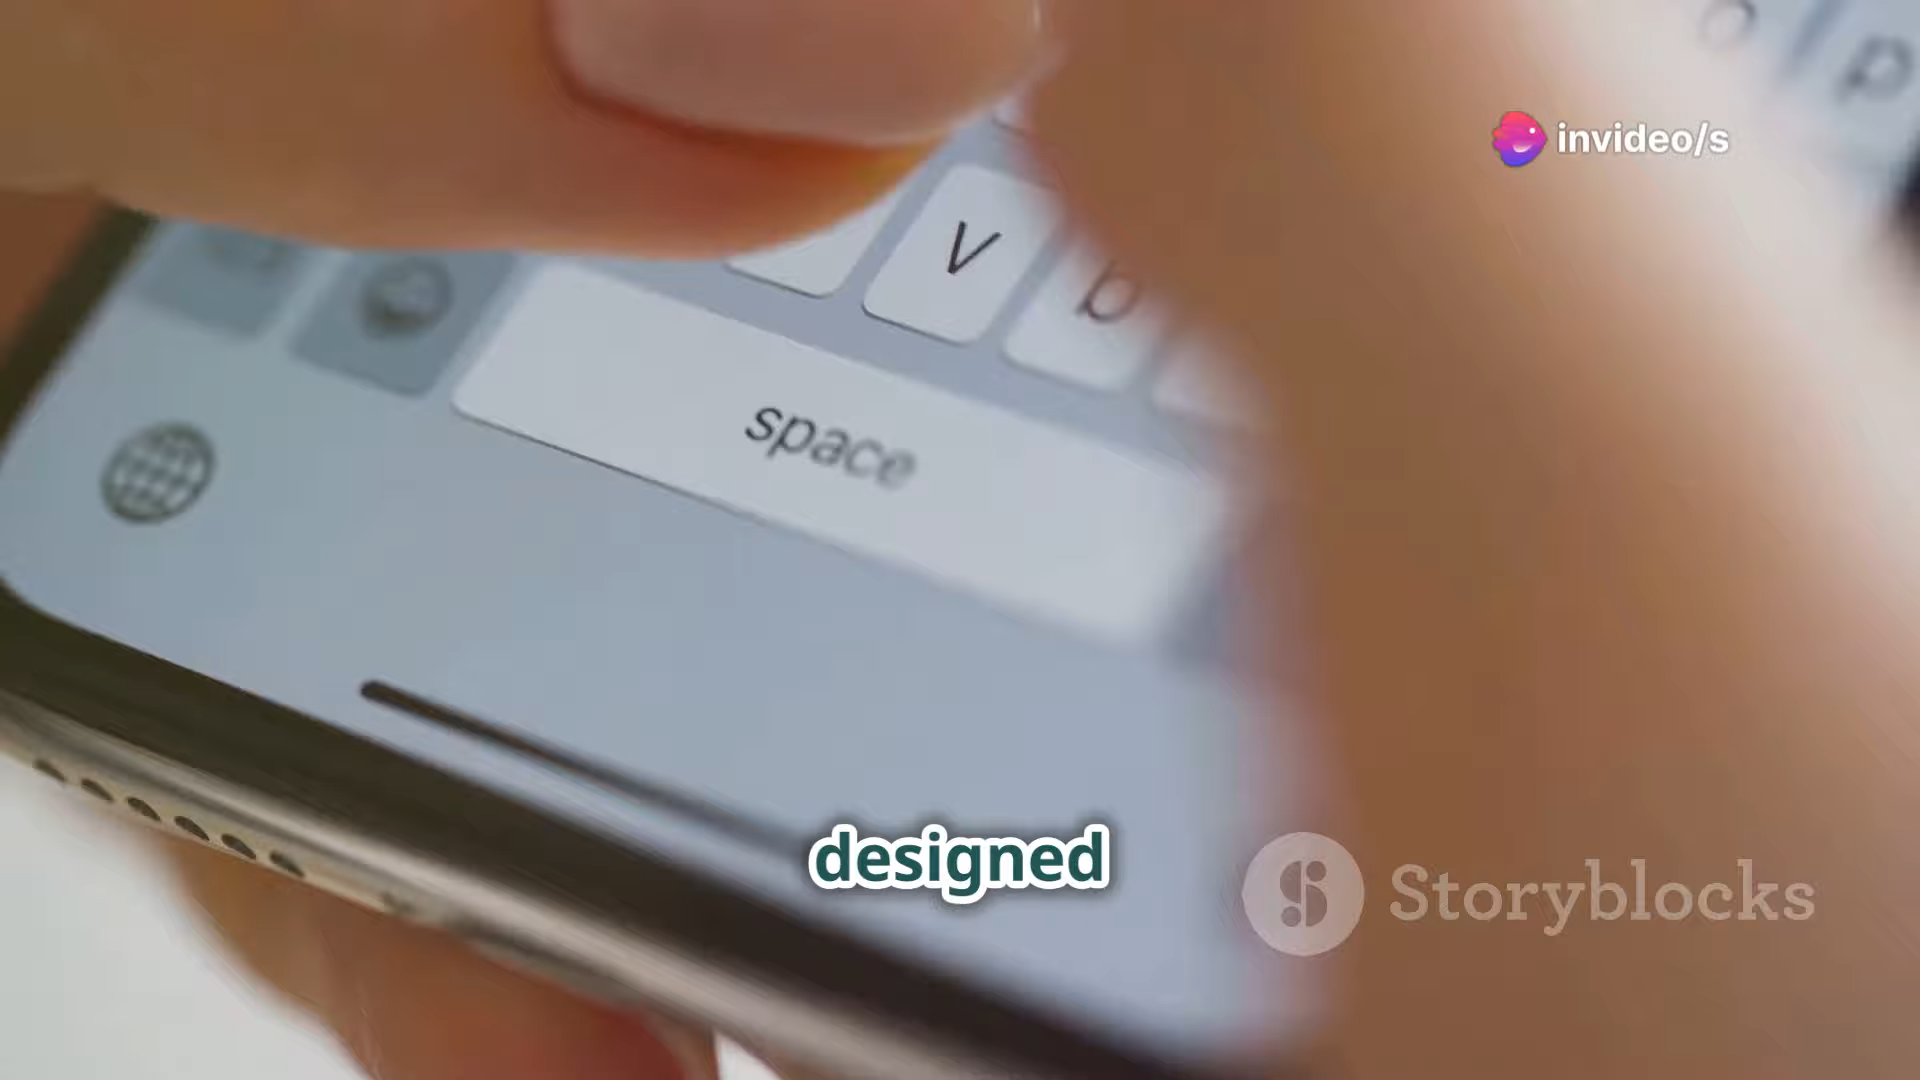 o p
invideo/s
v b
space
designed
Storyblocks